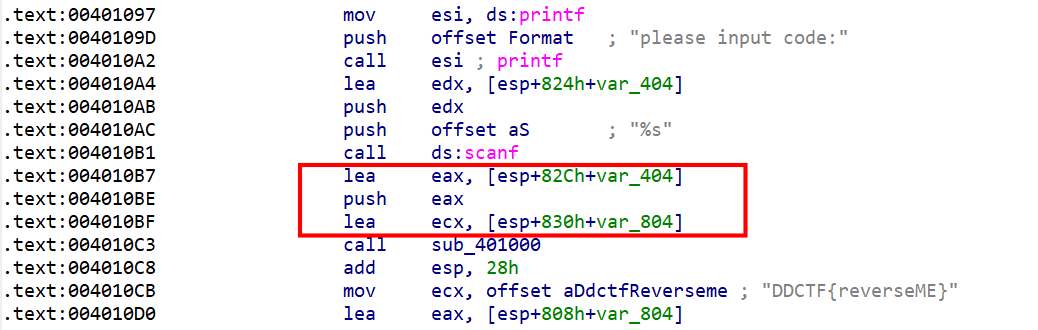 .text:00401097 mov esi, ds:printf
.text:0040109D push offset Format ; "please input code:"
.text:004010A2 call esi ; printf
.text:004010A4 lea edx, [esp+824h+var_404]
.text:004010AB push edx
.text:004010AC push offset aS ; "%s"
.text:004010B1 call ds:scanf
.text:004010B7 lea eax, [esp+82Ch+var_404]
.text:004010BE push eax
.text:004010BF lea ecx, [esp+830h+var_804]
.text:004010C3 call sub_401000
.text:004010C8 add esp, 28h
.text:004010CB mov ecx, offset aDdctfReverseme ; "DDCTF{reverseME}"
.text:004010D0 lea eax, [esp+808h+var_804]